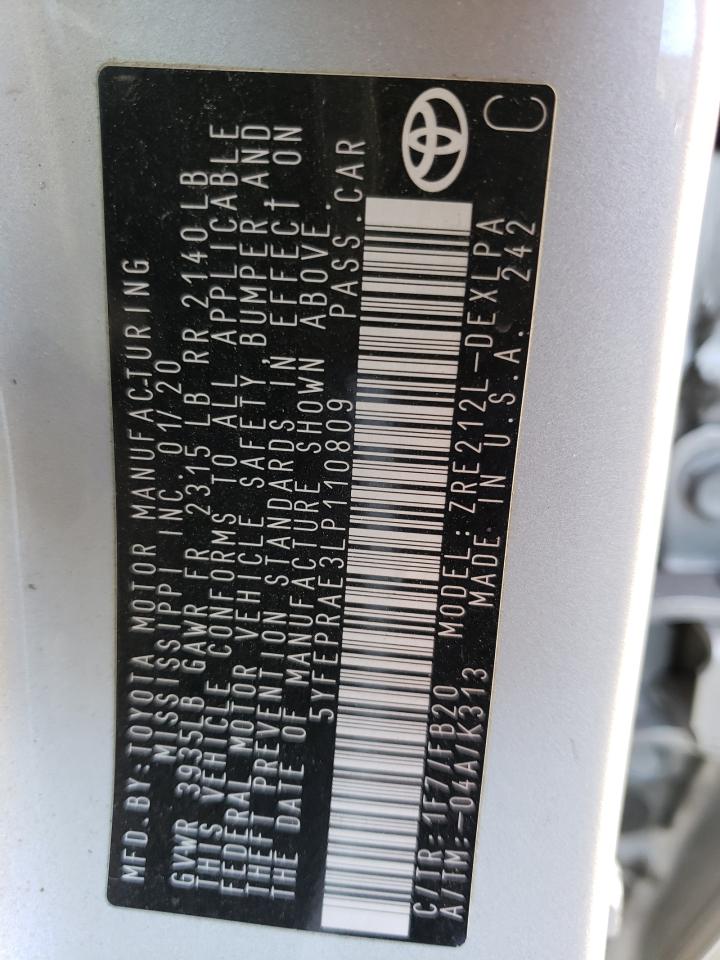 MFD. BY: TOYOTA MOTOR MANUFACTURING
MISSISSIPPI INC. 01/20
GVWR 3935LB GAWR FR 2315 LB RR 2140 LB
THIS VEHICLE CONFORMS TO ALL APPLICABLE
FEDERAL MOTOR VEHICLE SAFETY, BUMPER AND
THEFT PREVENTION STANDARDS IN EFFECT ON
THE DATE OF MANUFACTURE SHOWN ABOVE.
5YFEPRAE3LP110809 PASS.CAR
C/TR: 1F7/FB20 MODEL: ZRE212L-DEXLPA
A/TM: -04A/K313 MADE IN U.S.A. 242
C